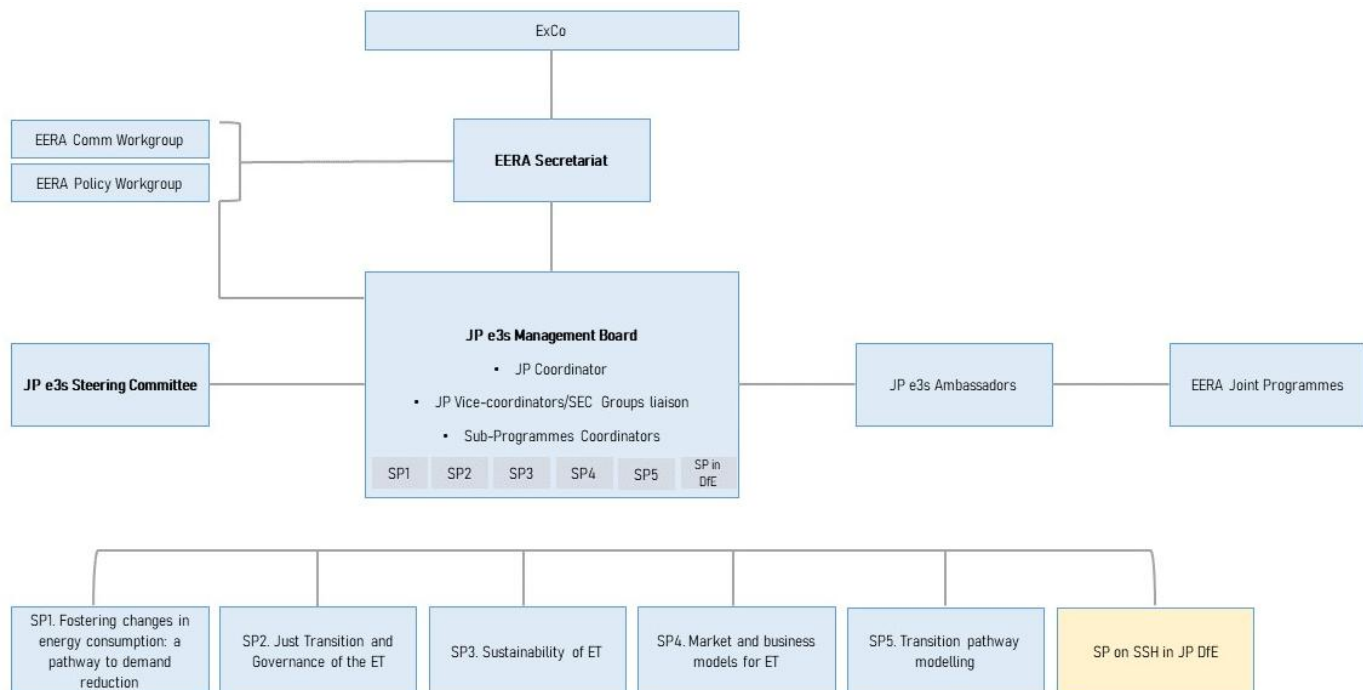 ExCo
EERA Comm Workgroup
EERA Policy Workgroup
EERA Secretariat
JP e3s Steering Committee
JP e3s Management Board
▪ JP Coordinator
▪ JP Vice-coordinators/SEC Groups liaison
▪ Sub-Programmes Coordinators
SP1
SP2
SP3
SP4
SP5
SP in
DfE
JP e3s Ambassadors
EERA Joint Programmes
SP1. Fostering changes in
energy consumption: a
pathway to demand
reduction
SP2. Just Transition and
Governance of the ET
SP3. Sustainability of ET
SP4. Market and business
models for ET
SP5. Transition pathway
modelling
SP on SSH in JP DfE